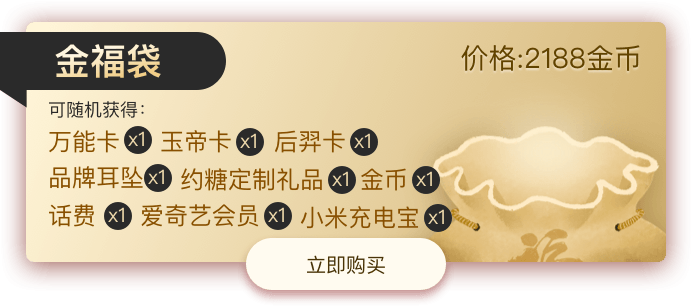 金福袋
价格:2188金币
可随机获得：
万能卡 x1 玉帝卡 x1 后羿卡 x1
品牌耳坠 x1 约糖定制礼品 x1 金币 x1
话费 x1 爱奇艺会员 x1 小米充电宝 x1
立即购买